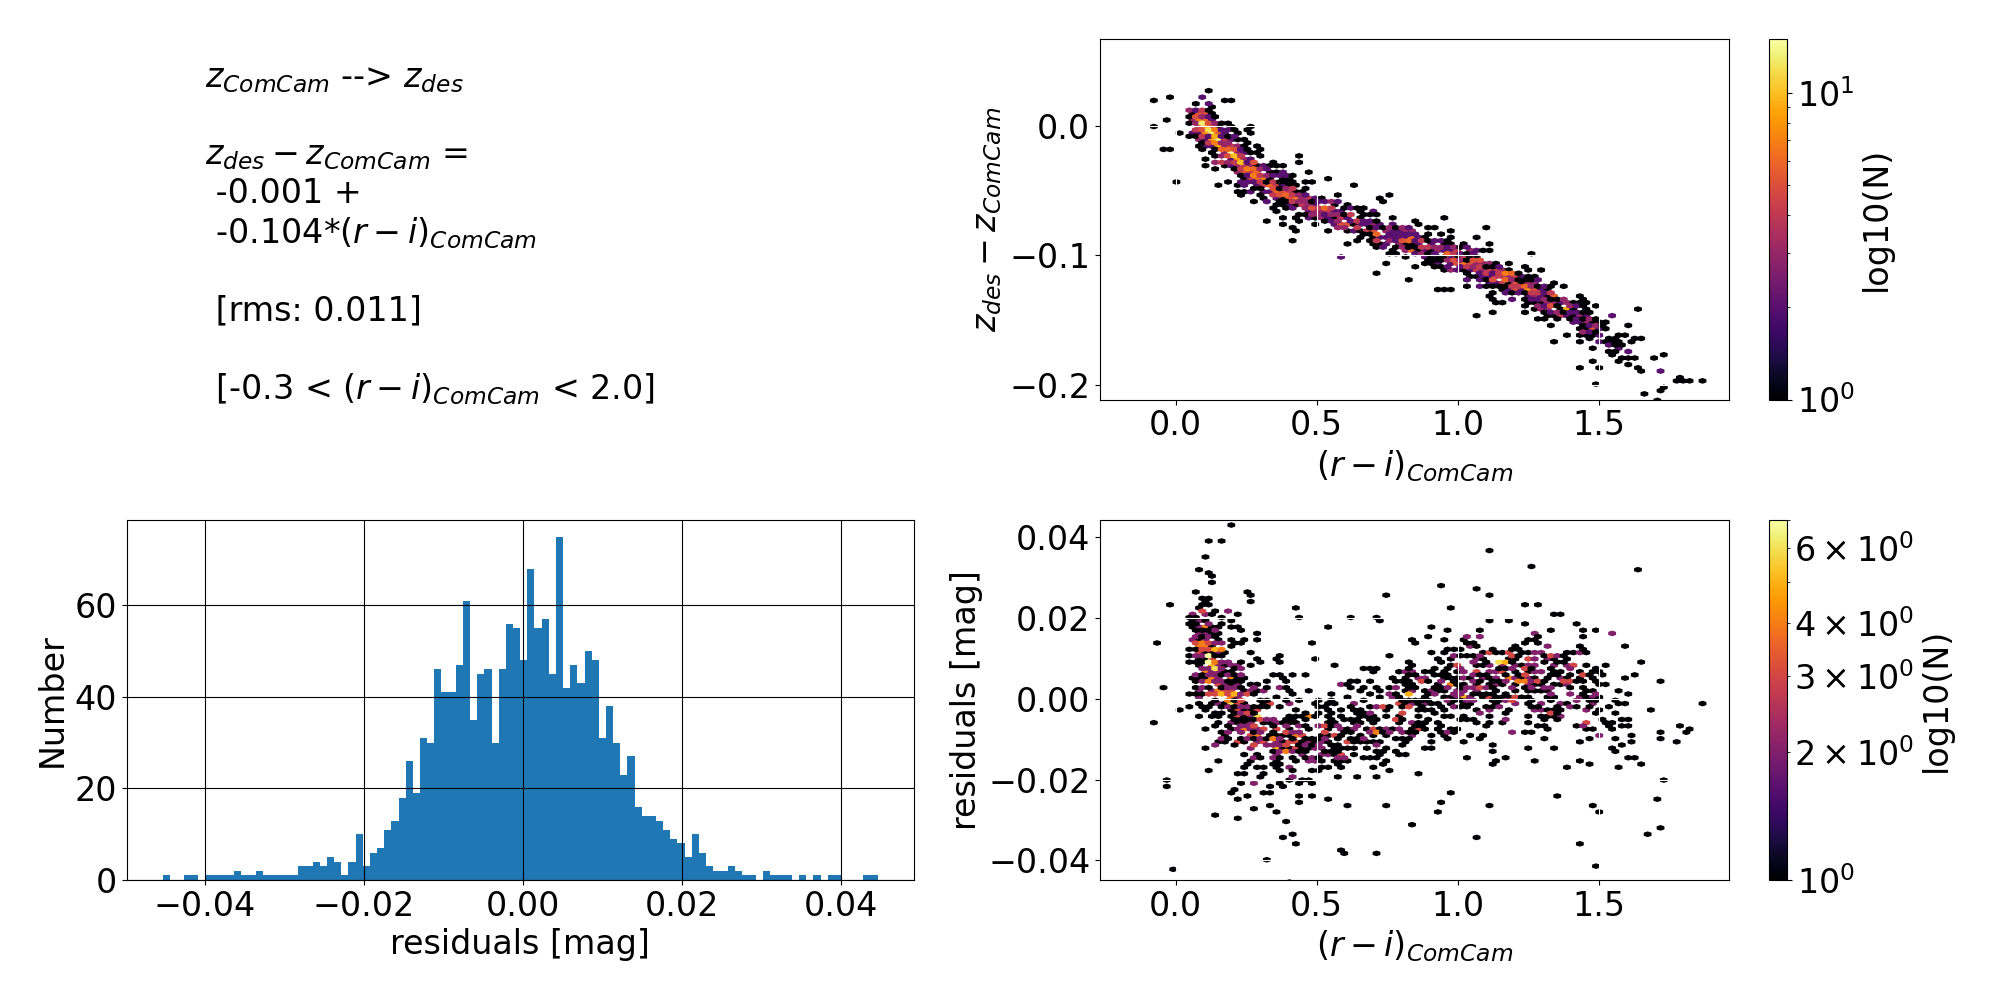 z_ComCam --> z_des
z_des − z_ComCam =
-0.001 +
-0.104*(r − i)_ComCam
[rms: 0.011]
[-0.3 < (r − i)_ComCam < 2.0]
z_des − z_ComCam
0.0
−0.1
−0.2
0.0 0.5 1.0 1.5
(r − i)_ComCam
10^1
10^0
log10(N)
Number
60
40
20
0
−0.04 −0.02 0.00 0.02 0.04
residuals [mag]
residuals [mag]
0.04
0.02
0.00
−0.02
−0.04
0.0 0.5 1.0 1.5
(r − i)_ComCam
6 × 10^0
4 × 10^0
3 × 10^0
2 × 10^0
10^0
log10(N)